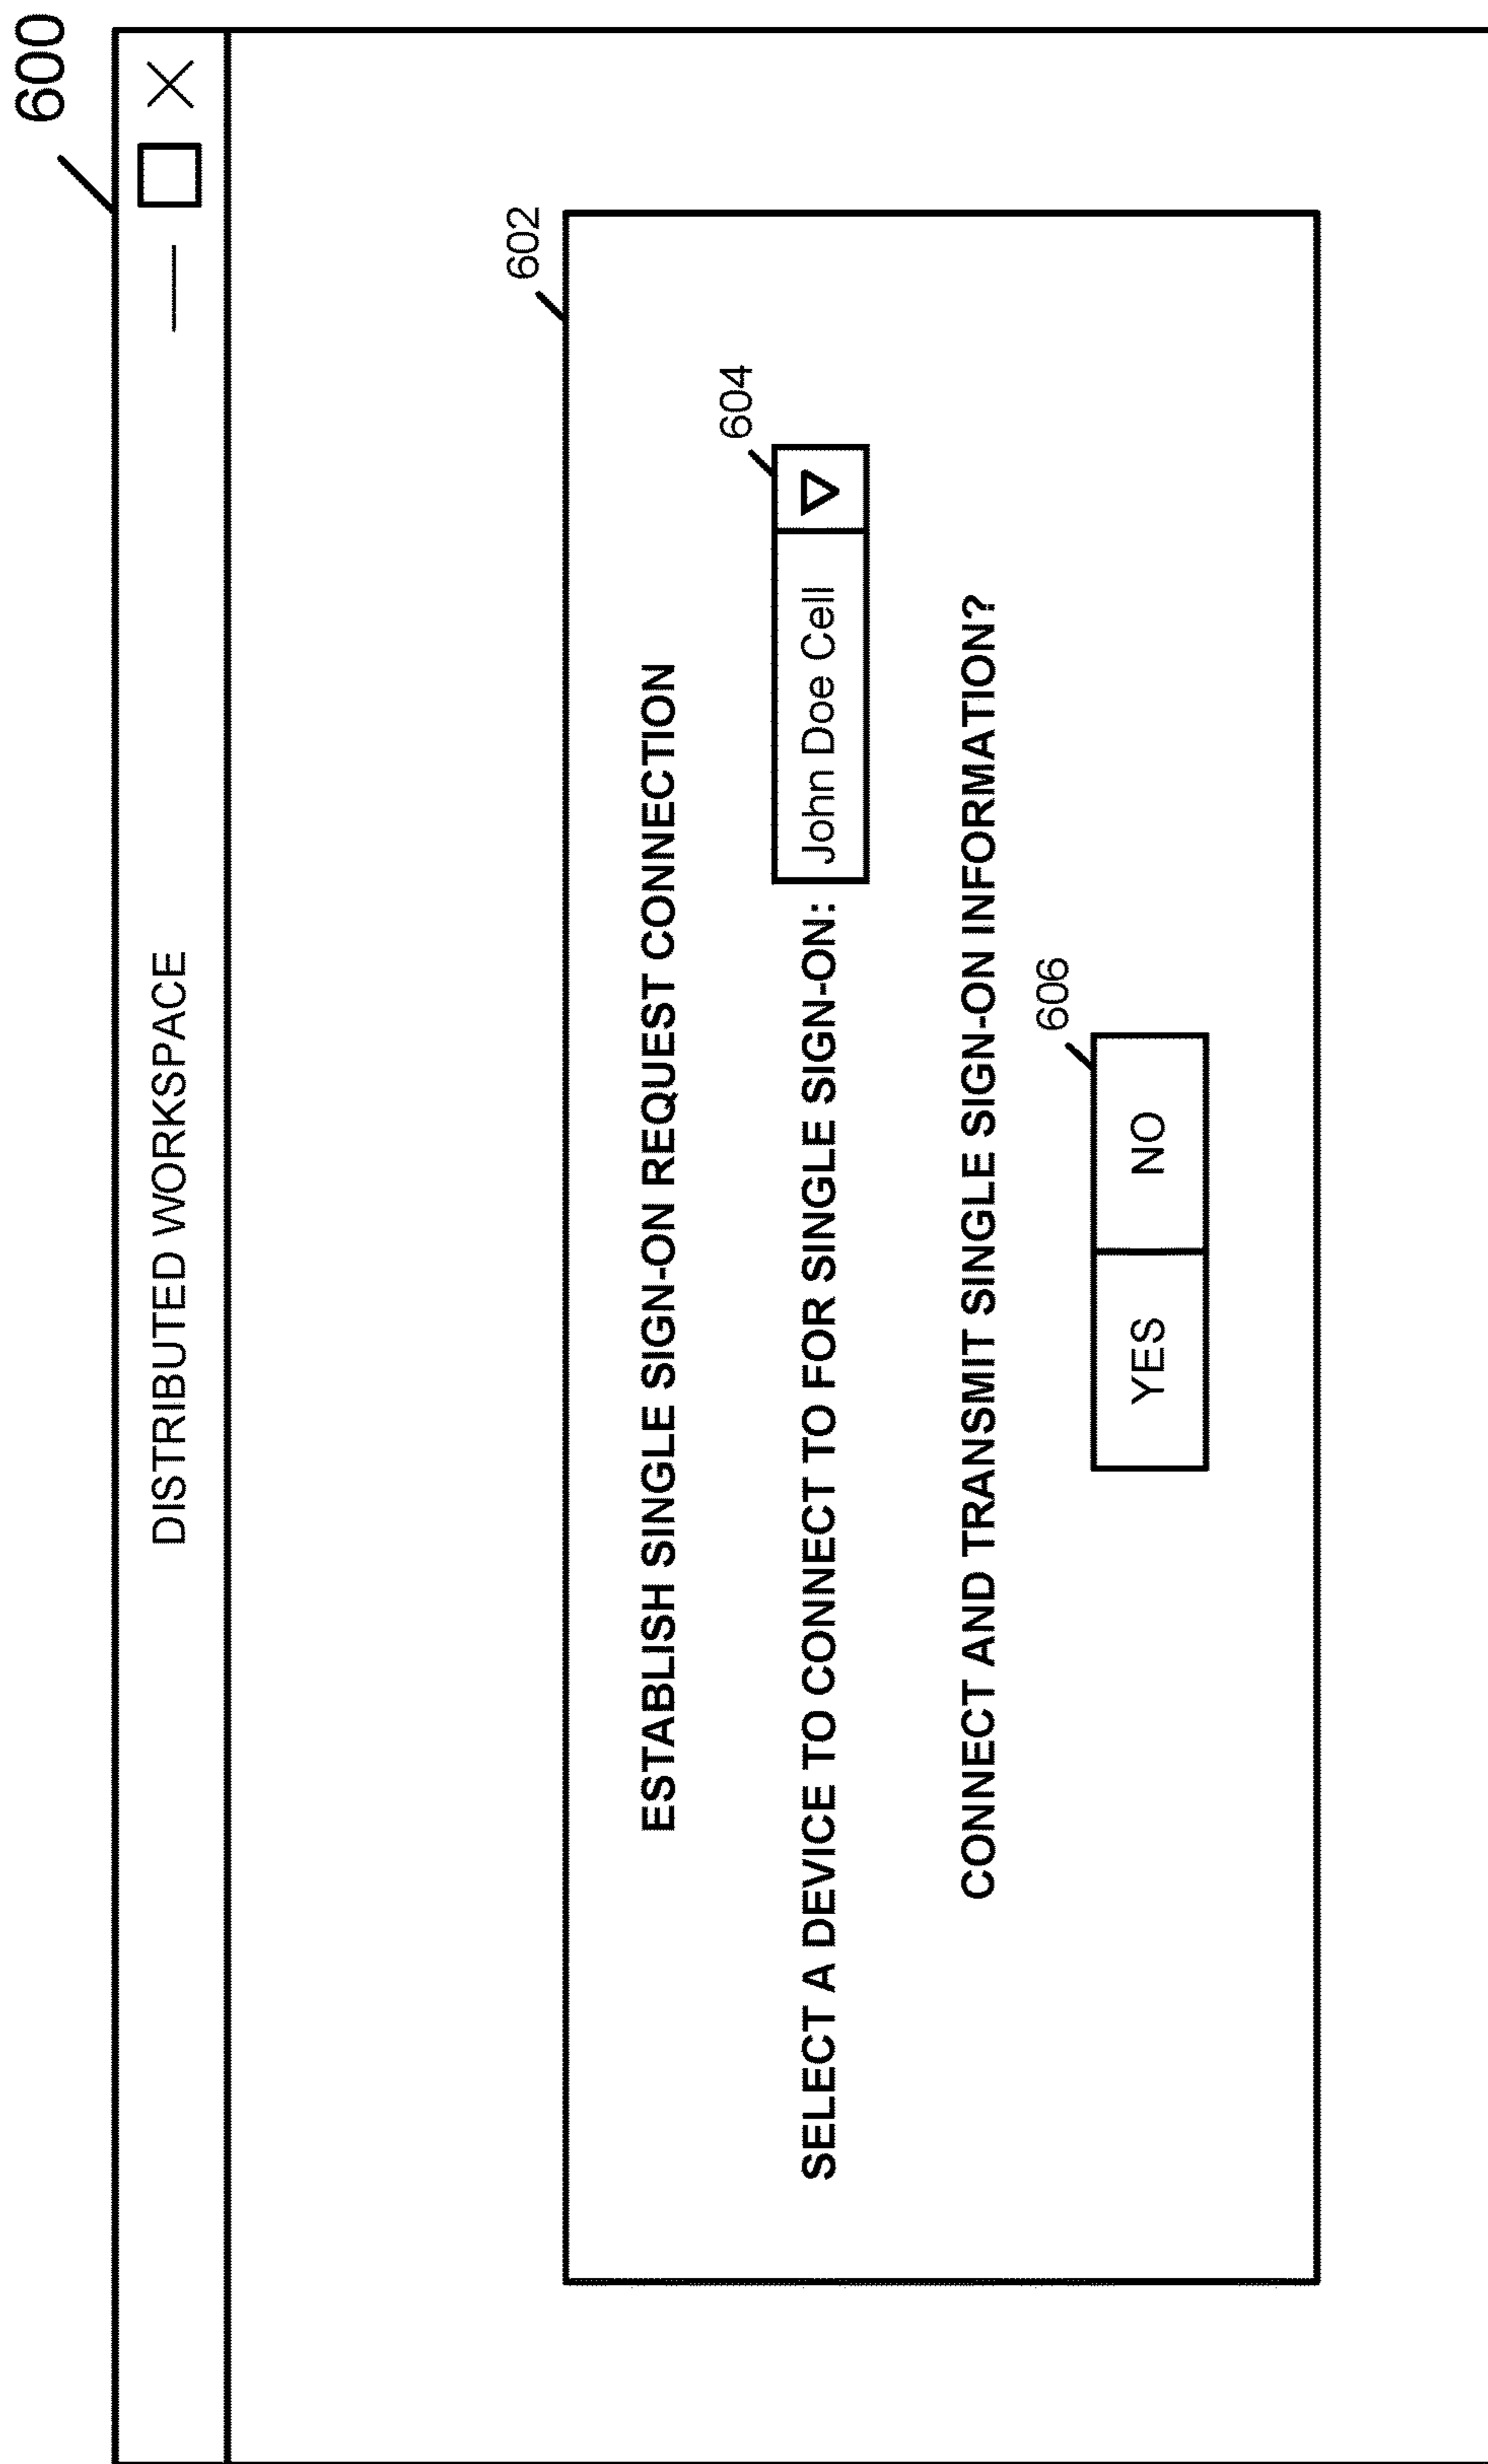 600
DISTRIBUTED WORKSPACE
602
ESTABLISH SINGLE SIGN-ON REQUEST CONNECTION
604
SELECT A DEVICE TO CONNECT TO FOR SINGLE SIGN-ON: John Doe Cell
CONNECT AND TRANSMIT SINGLE SIGN-ON INFORMATION?
606
YES NO